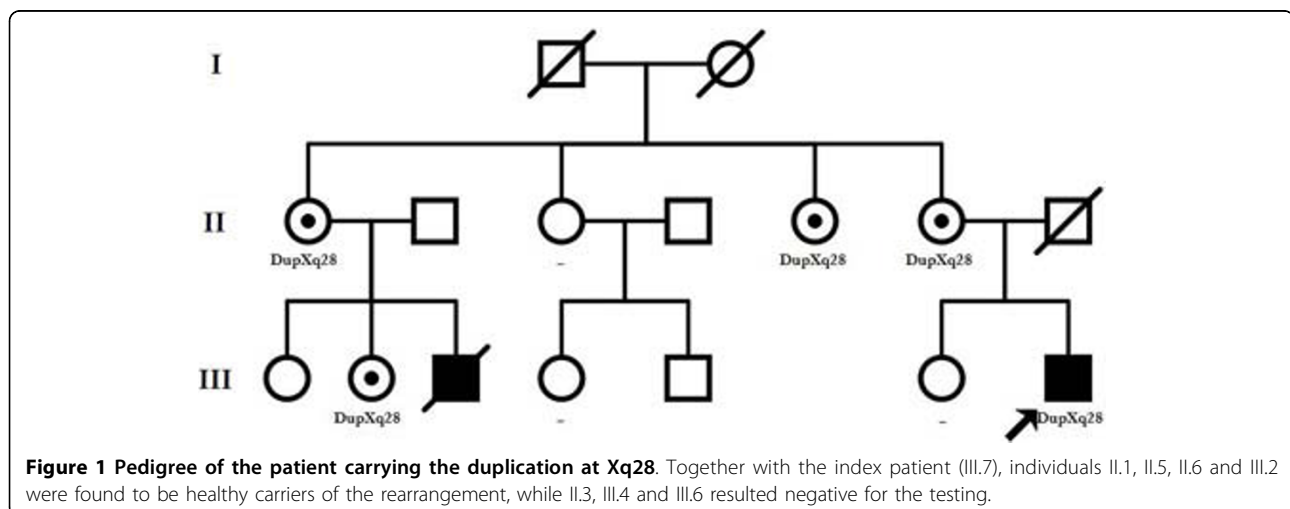 I
II
DupXq28
–
DupXq28
DupXq28
III
DupXq28
–
–
DupXq28
Figure 1 Pedigree of the patient carrying the duplication at Xq28. Together with the index patient (III.7), individuals II.1, II.5, II.6 and III.2
were found to be healthy carriers of the rearrangement, while II.3, III.4 and III.6 resulted negative for the testing.